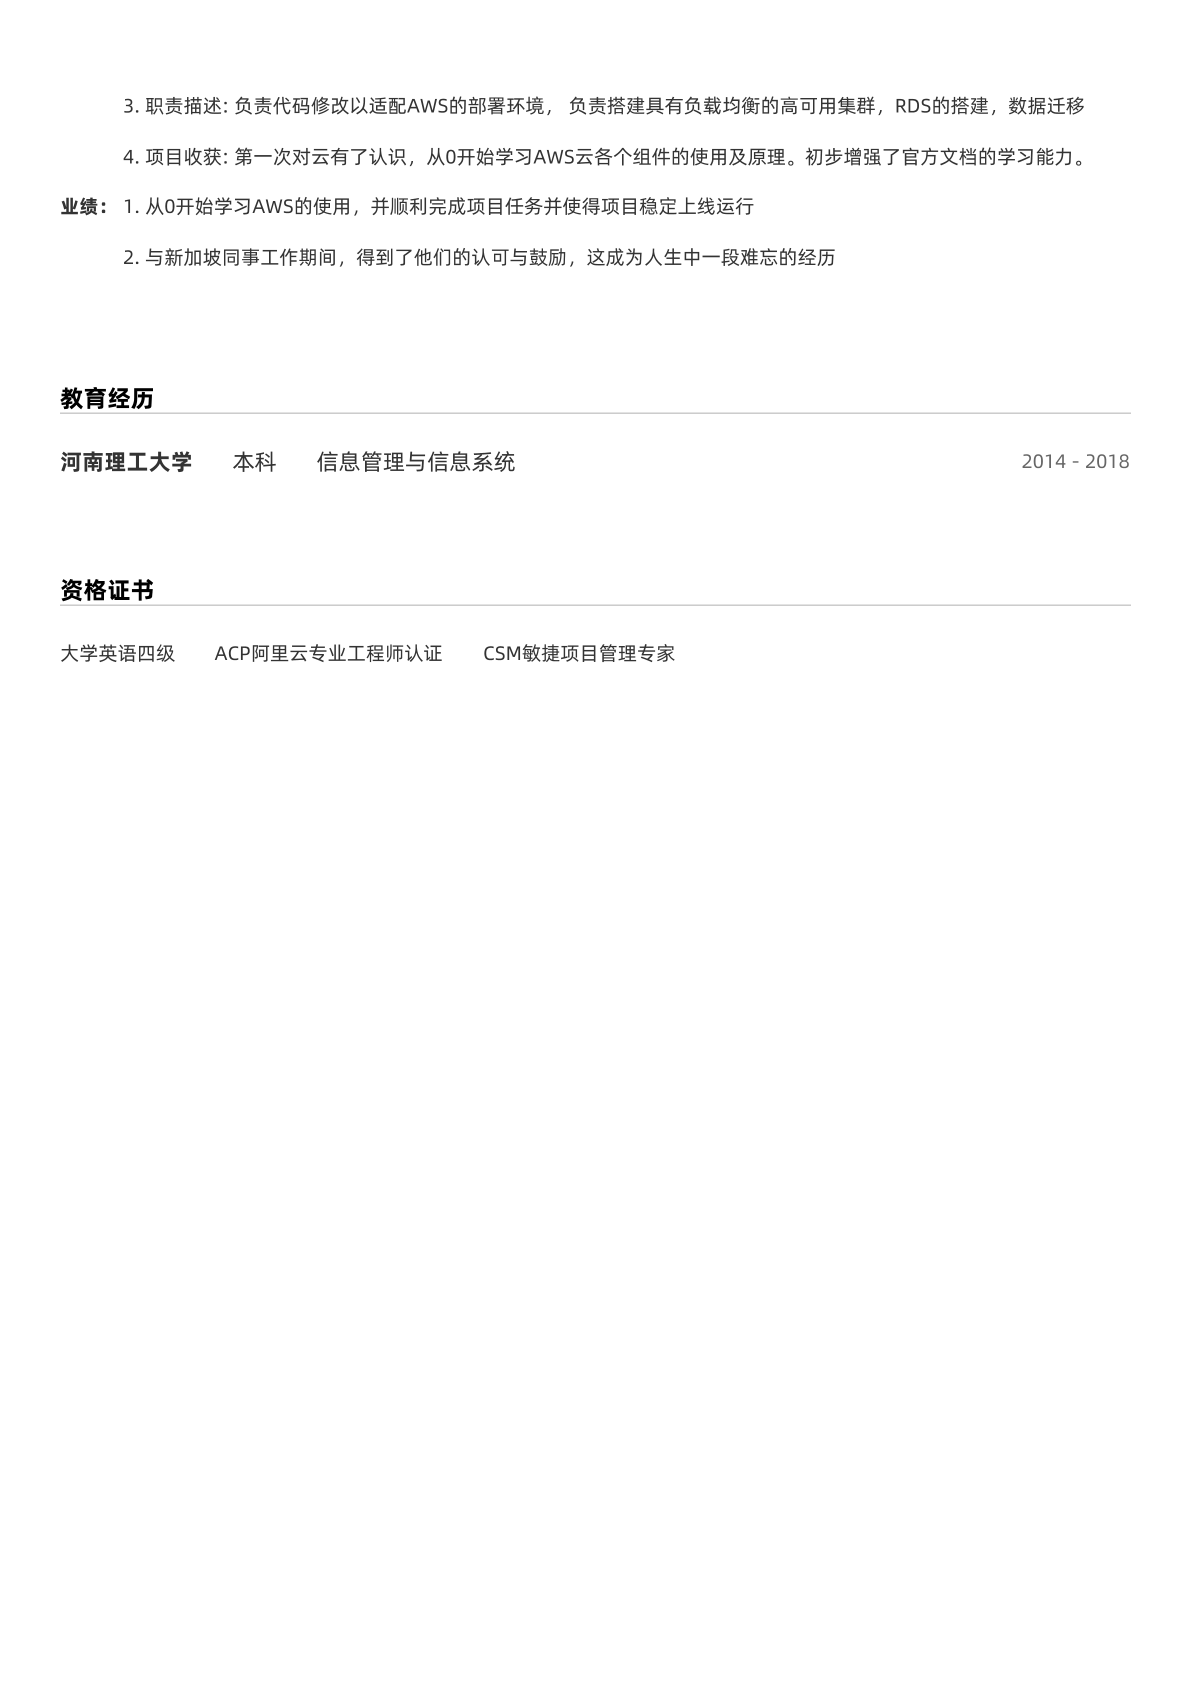 3. 职责描述: 负责代码修改以适配AWS的部署环境， 负责搭建具有负载均衡的高可用集群，RDS的搭建，数据迁移
4. 项目收获: 第一次对云有了认识，从0开始学习AWS云各个组件的使用及原理。初步增强了官方文档的学习能力。
业绩： 1. 从0开始学习AWS的使用，并顺利完成项目任务并使得项目稳定上线运行
2. 与新加坡同事工作期间，得到了他们的认可与鼓励，这成为人生中一段难忘的经历
教育经历
河南理工大学 本科 信息管理与信息系统 2014 - 2018
资格证书
大学英语四级 ACP阿里云专业工程师认证 CSM敏捷项目管理专家